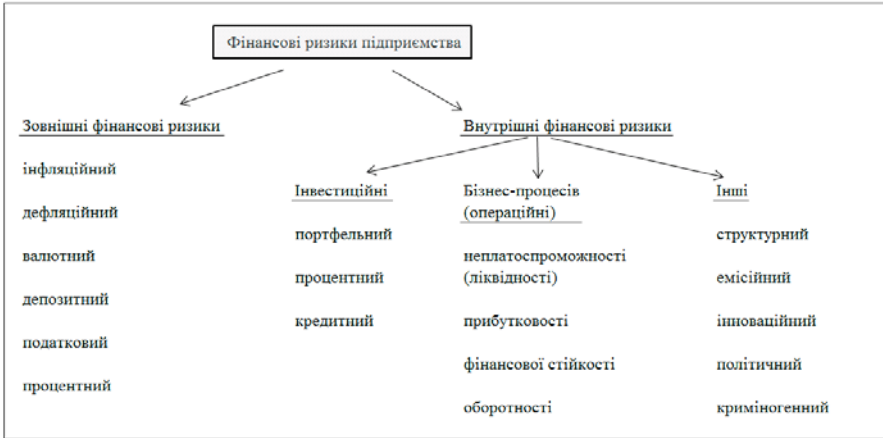 Фінансові ризики підприємства
Зовнішні фінансові ризики
інфляційний
дефляційний
валютний
депозитний
податковий
процентний
Внутрішні фінансові ризики
Інвестиційні
портфельний
процентний
кредитний
Бізнес-процесів
(операційні)
неплатоспроможності
(ліквідності)
прибутковості
фінансової стійкості
оборотності
Інші
структурний
емісійний
інноваційний
політичний
криміногенний